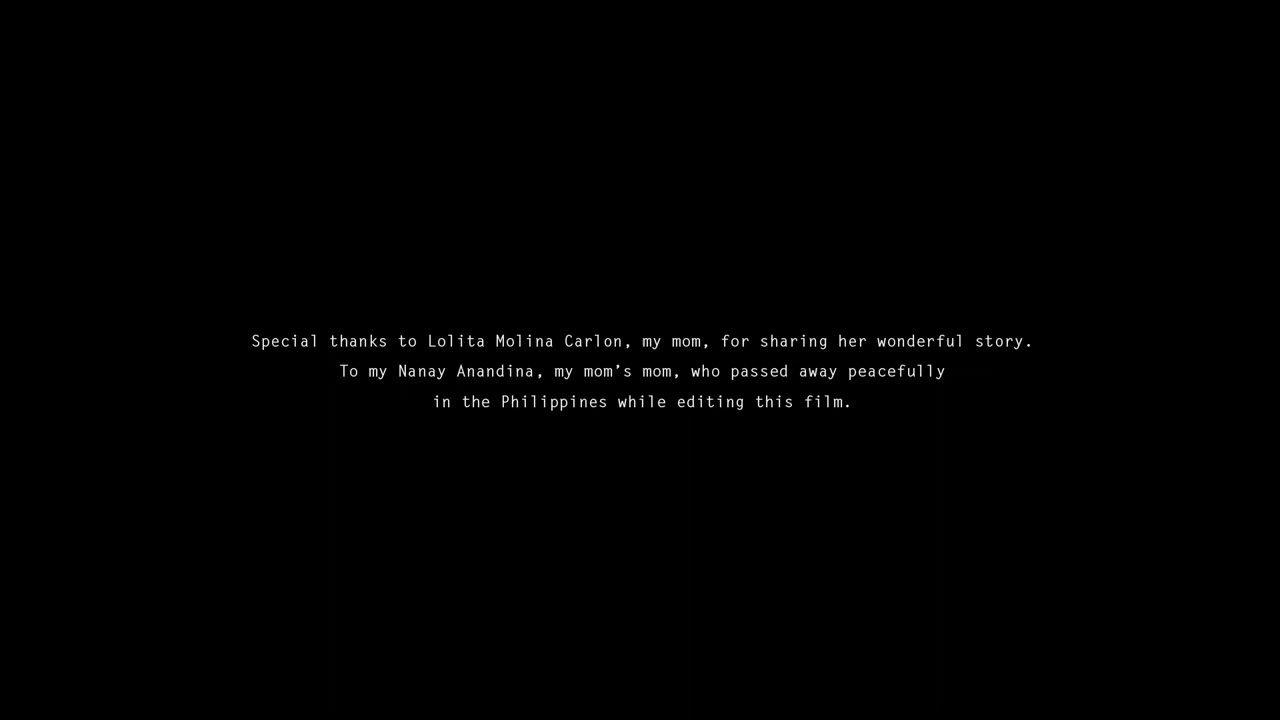 Special thanks to Lolita Molina Carlon, my mom, for sharing her wonderful story.
To my Nanay Anandina, my mom’s mom, who passed away peacefully
in the Philippines while editing this film.